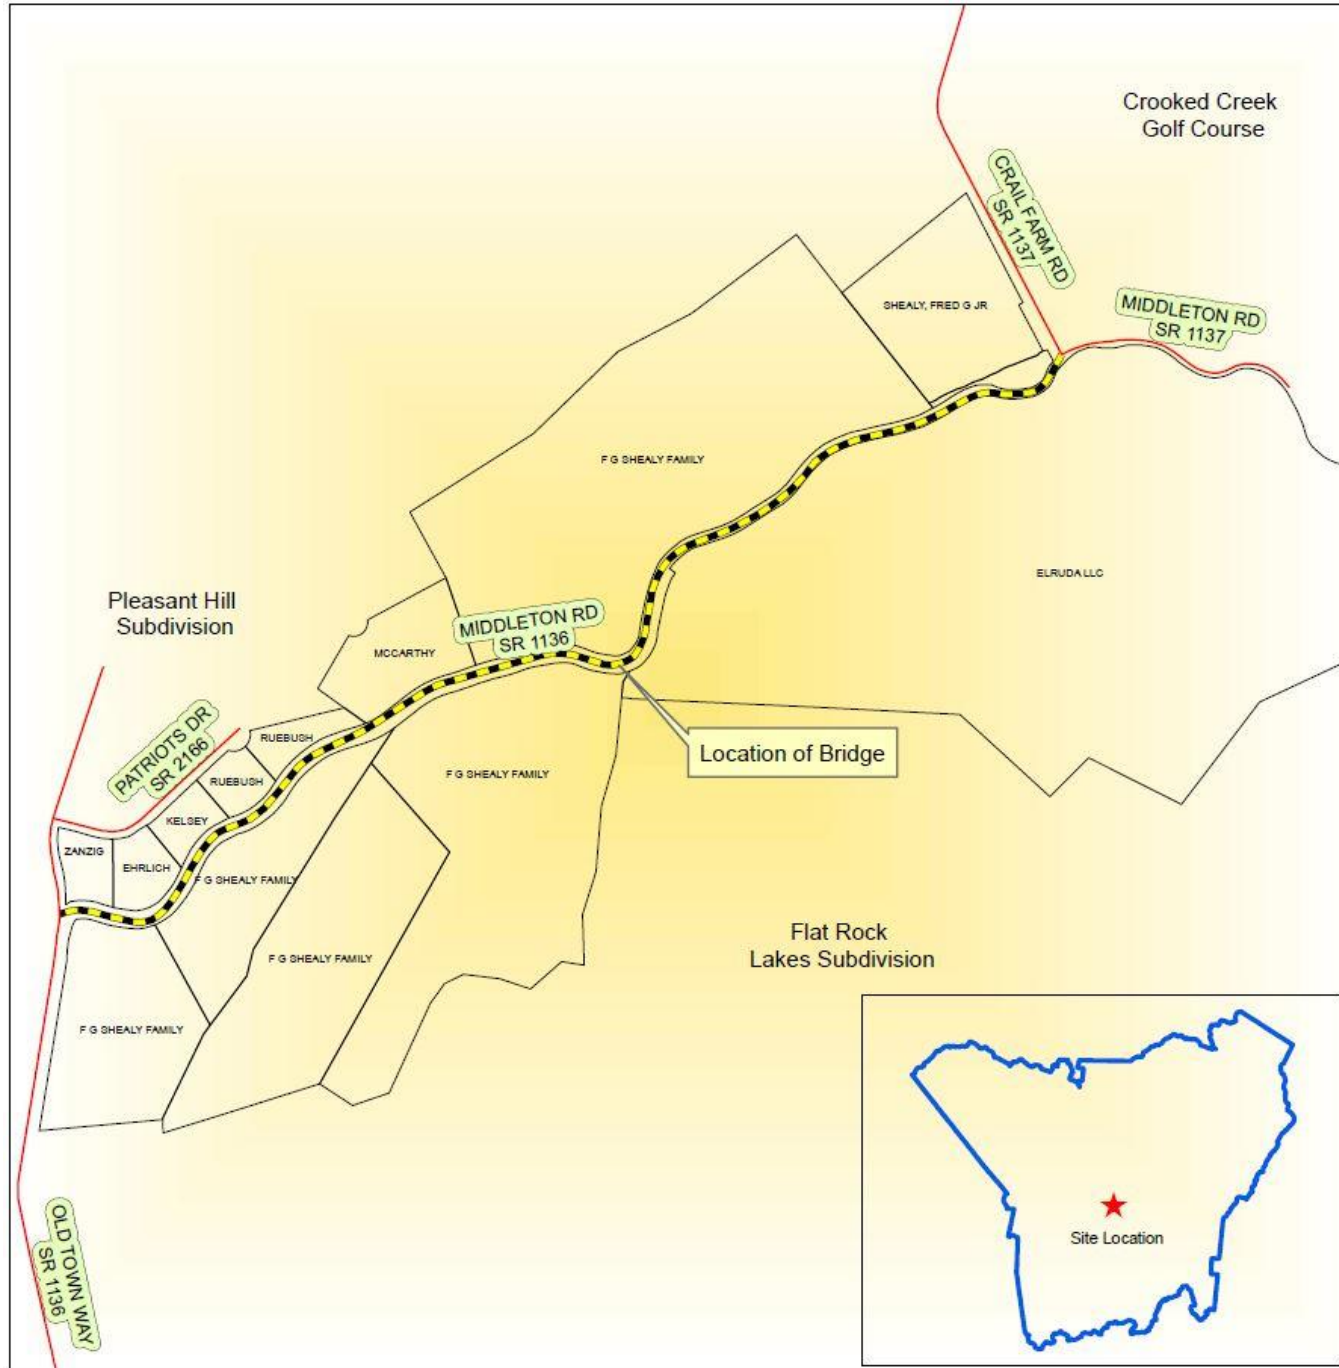 Crooked Creek
Golf Course
CRAIL FARM RD
SR 1137
MIDDLETON RD
SR 1137
SHEALY, FRED G JR
F G SHEALY FAMILY
ELRUDA LLC
Pleasant Hill
Subdivision
MIDDLETON RD
SR 1136
MCCARTHY
PATRIOTS DR
SR 2166
RUEBUSH
RUEBUSH
KELSEY
ZANZIG
EHRLICH
Location of Bridge
F G SHEALY FAMILY
F G SHEALY FAMILY
F G SHEALY FAMILY
F G SHEALY FAMILY
Flat Rock
Lakes Subdivision
OLD TOWN WAY
SR 1136
Site Location